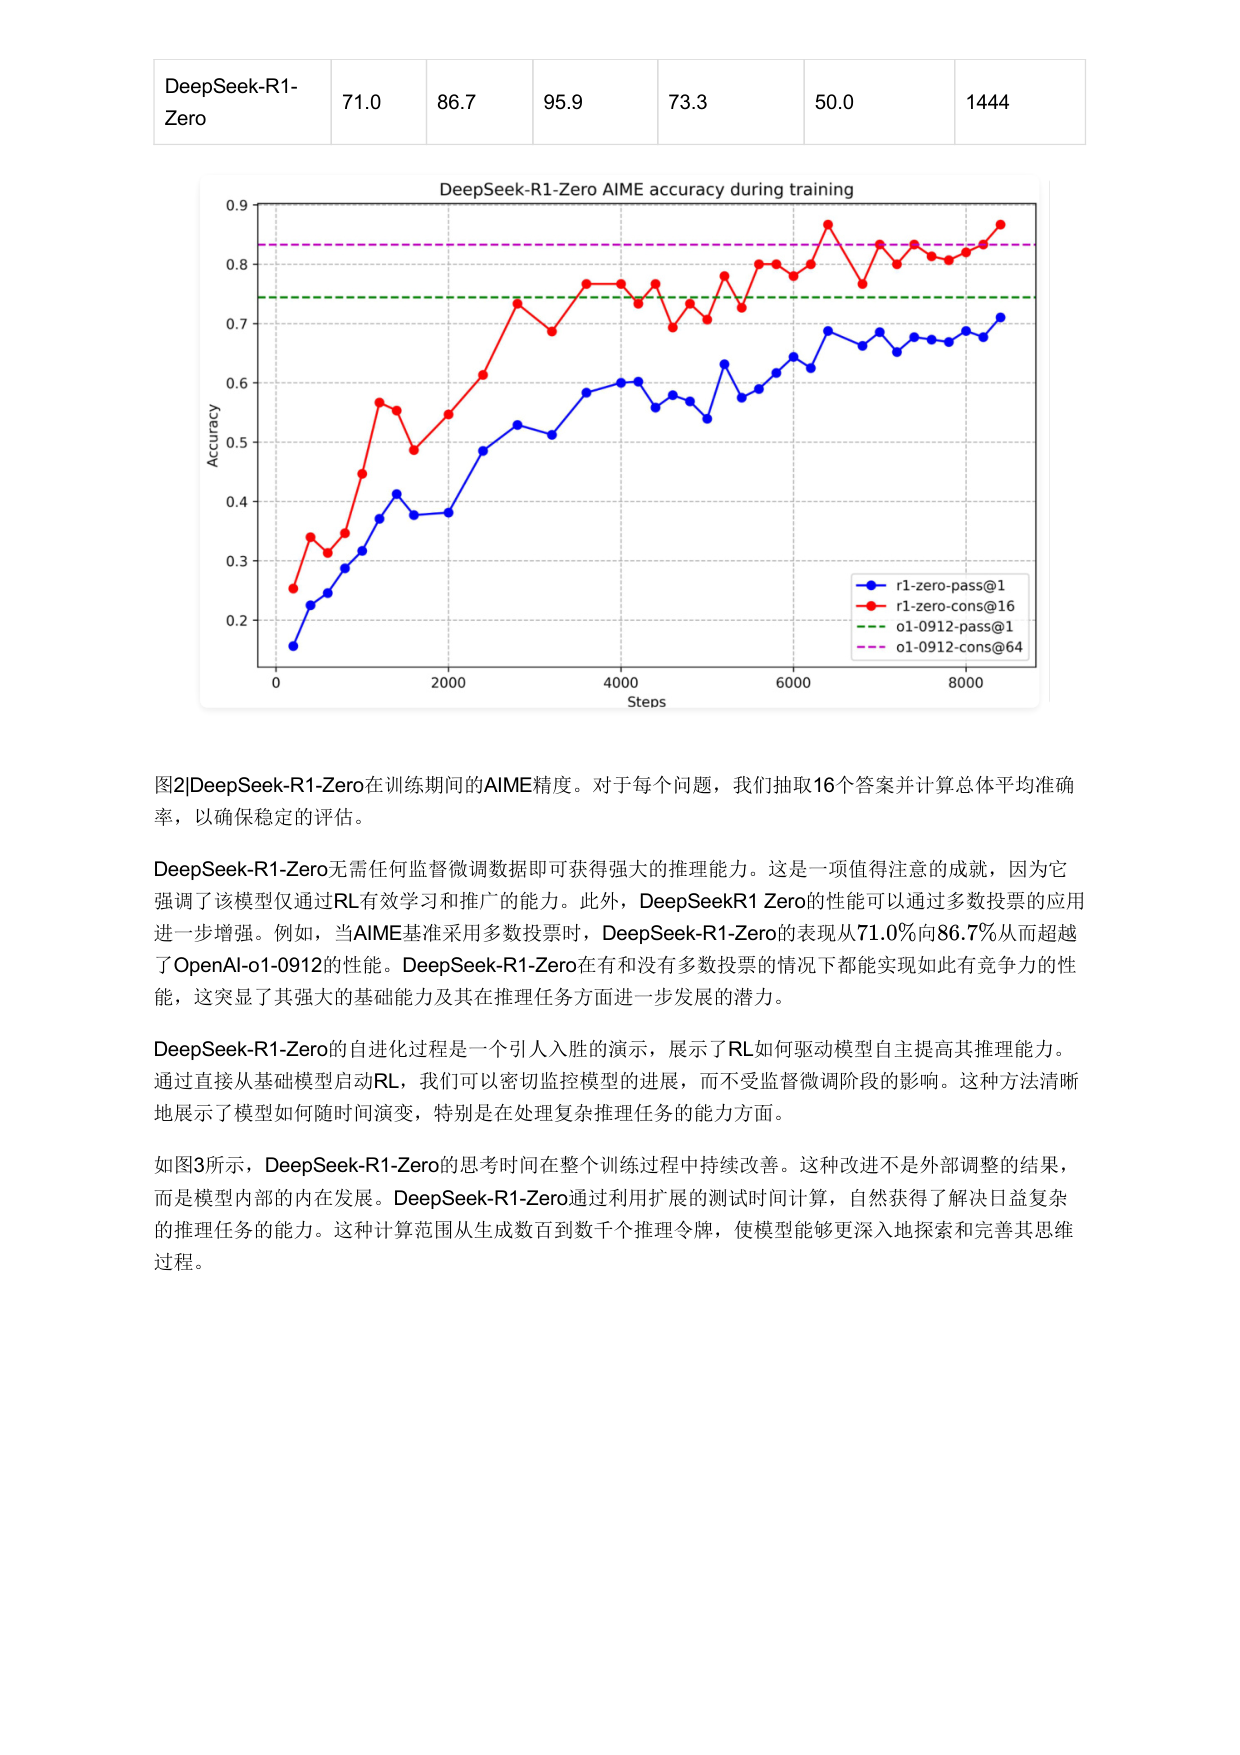 DeepSeek-R1-
Zero
71.0
86.7
95.9
73.3
50.0
1444
DeepSeek-R1-Zero AIME accuracy during training
0.9
0.8
0.7
0.6
0.5
0.4
0.3
0.2
Accuracy
r1-zero-pass@1
r1-zero-cons@16
o1-0912-pass@1
o1-0912-cons@64
0
2000
4000
6000
8000
Steps
图2|DeepSeek-R1-Zero在训练期间的AIME精度。对于每个问题，我们抽取16个答案并计算总体平均准确
率，以确保稳定的评估。
DeepSeek-R1-Zero无需任何监督微调数据即可获得强大的推理能力。这是一项值得注意的成就，因为它
强调了该模型仅通过RL有效学习和推广的能力。此外，DeepSeekR1 Zero的性能可以通过多数投票的应用
进一步增强。例如，当AIME基准采用多数投票时，DeepSeek-R1-Zero的表现从71.0%向86.7%从而超越
了OpenAI-o1-0912的性能。DeepSeek-R1-Zero在有和没有多数投票的情况下都能实现如此有竞争力的性
能，这突显了其强大的基础能力及其在推理任务方面进一步发展的潜力。
DeepSeek-R1-Zero的自进化过程是一个引人入胜的演示，展示了RL如何驱动模型自主提高其推理能力。
通过直接从基础模型启动RL，我们可以密切监控模型的进展，而不受监督微调阶段的影响。这种方法清晰
地展示了模型如何随时间演变，特别是在处理复杂推理任务的能力方面。
如图3所示，DeepSeek-R1-Zero的思考时间在整个训练过程中持续改善。这种改进不是外部调整的结果，
而是模型内部的内在发展。DeepSeek-R1-Zero通过利用扩展的测试时间计算，自然获得了解决日益复杂
的推理任务的能力。这种计算范围从生成数百到数千个推理令牌，使模型能够更深入地探索和完善其思维
过程。